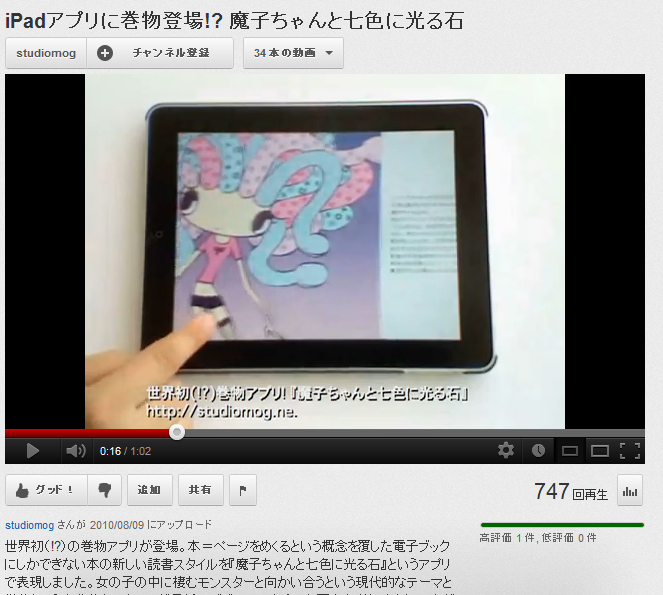 iPadアプリに巻物登場!? 魔子ちゃんと七色に光る石
studiomog
チャンネル登録
34 本の動画
世界初(!?)巻物アプリ!『魔子ちゃんと七色に光る石』
http://studiomog.ne.
0:16 / 1:02
グッド!
追加
共有
747 回再生
studiomog さんが 2010/08/09 にアップロード
高評価 1 件, 低評価 0 件
世界初(!?)の巻物アプリが登場。本＝ページをめくるという概念を覆した電子ブック
にしかできない本の新しい読書スタイルを『魔子ちゃんと七色に光る石』というアプリ
で表現しました。女の子の中に棲むモンスターと向かい合うという現代的なテーマと